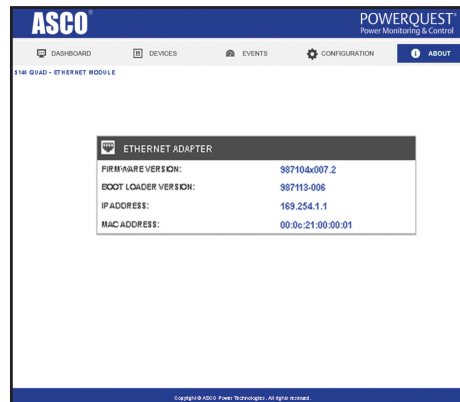 ASCO®
POWERQUEST®
Power Monitoring & Control
DASHBOARD
DEVICES
EVENTS
CONFIGURATION
ABOUT
5140 QUAD - ETHERNET MODULE
ETHERNET ADAPTER
FIRMWARE VERSION: 987104x007.2
BOOT LOADER VERSION: 987113-006
IP ADDRESS: 169.254.1.1
MAC ADDRESS: 00:0c:21:00:00:01
Copyright © ASCO Power Technologies. All rights reserved.